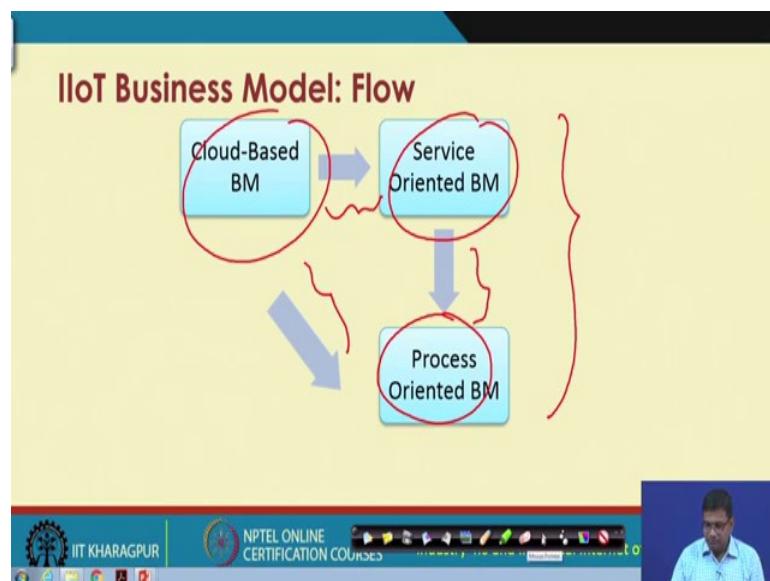 IIoT Business Model: Flow
Cloud-Based
BM
Service
Oriented BM
Process
Oriented BM
IIT KHARAGPUR
NPTEL ONLINE
CERTIFICATION COURSES